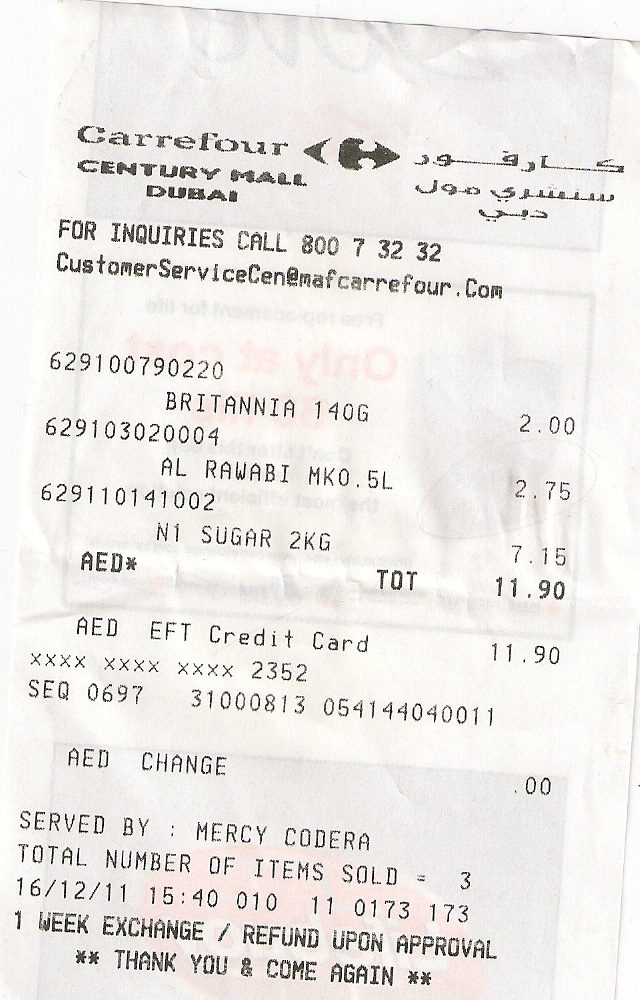 Carrefour كارفور
CENTURY MALL سنشري مول
DUBAI دبي
FOR INQUIRIES CALL 800 7 32 32
CustomerServiceCen@mafcarrefour.Com
629100790220
BRITANNIA 140G 2.00
629103020004
AL RAWABI MK0.5L 2.75
629110141002
N1 SUGAR 2KG 7.15
AED* TOT 11.90
AED EFT Credit Card 11.90
XXXX XXXX XXXX 2352
SEQ 0697 31000813 054144040011
AED CHANGE .00
SERVED BY : MERCY CODERA
TOTAL NUMBER OF ITEMS SOLD = 3
16/12/11 15:40 010 11 0173 173
1 WEEK EXCHANGE / REFUND UPON APPROVAL
** THANK YOU & COME AGAIN **